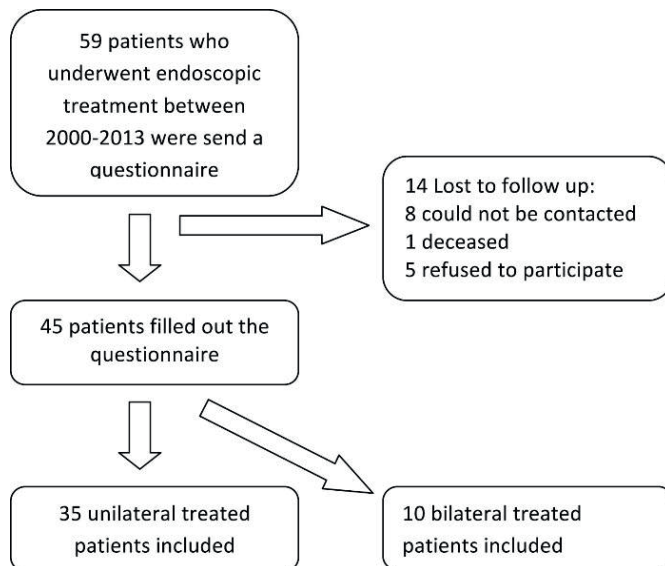 59 patients who
underwent endoscopic
treatment between
2000-2013 were send a
questionnaire
14 Lost to follow up:
8 could not be contacted
1 deceased
5 refused to participate
45 patients filled out the
questionnaire
35 unilateral treated
patients included
10 bilateral treated
patients included